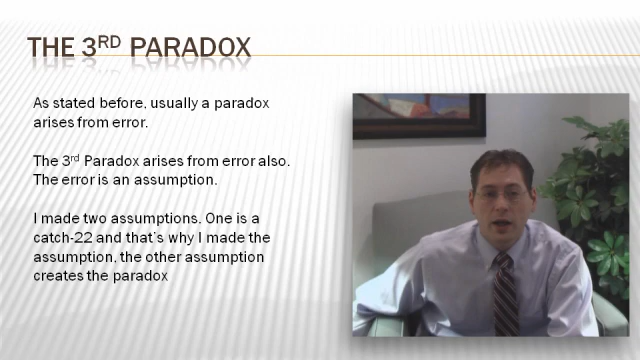 THE 3RD PARADOX
As stated before, usually a paradox
arises from error.
The 3rd Paradox arises from error also.
The error is an assumption.
I made two assumptions. One is a
catch-22 and that's why I made the
assumption, the other assumption
creates the paradox